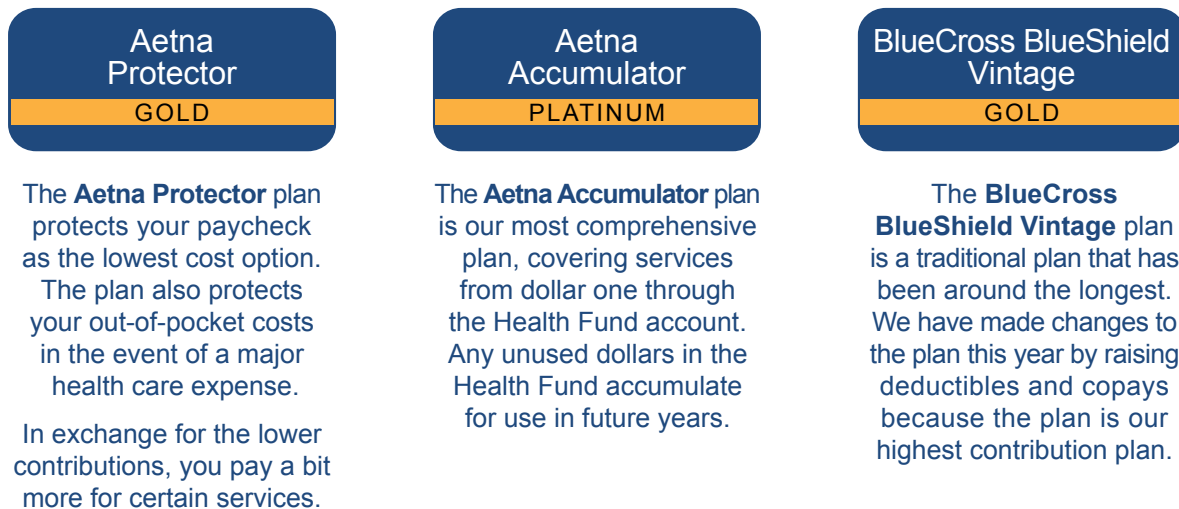 Aetna
Protector
GOLD
The Aetna Protector plan
protects your paycheck
as the lowest cost option.
The plan also protects
your out-of-pocket costs
in the event of a major
health care expense.
In exchange for the lower
contributions, you pay a bit
more for certain services.
Aetna
Accumulator
PLATINUM
The Aetna Accumulator plan
is our most comprehensive
plan, covering services
from dollar one through
the Health Fund account.
Any unused dollars in the
Health Fund accumulate
for use in future years.
BlueCross BlueShield
Vintage
GOLD
The BlueCross
BlueShield Vintage plan
is a traditional plan that has
been around the longest.
We have made changes to
the plan this year by raising
deductibles and copays
because the plan is our
highest contribution plan.